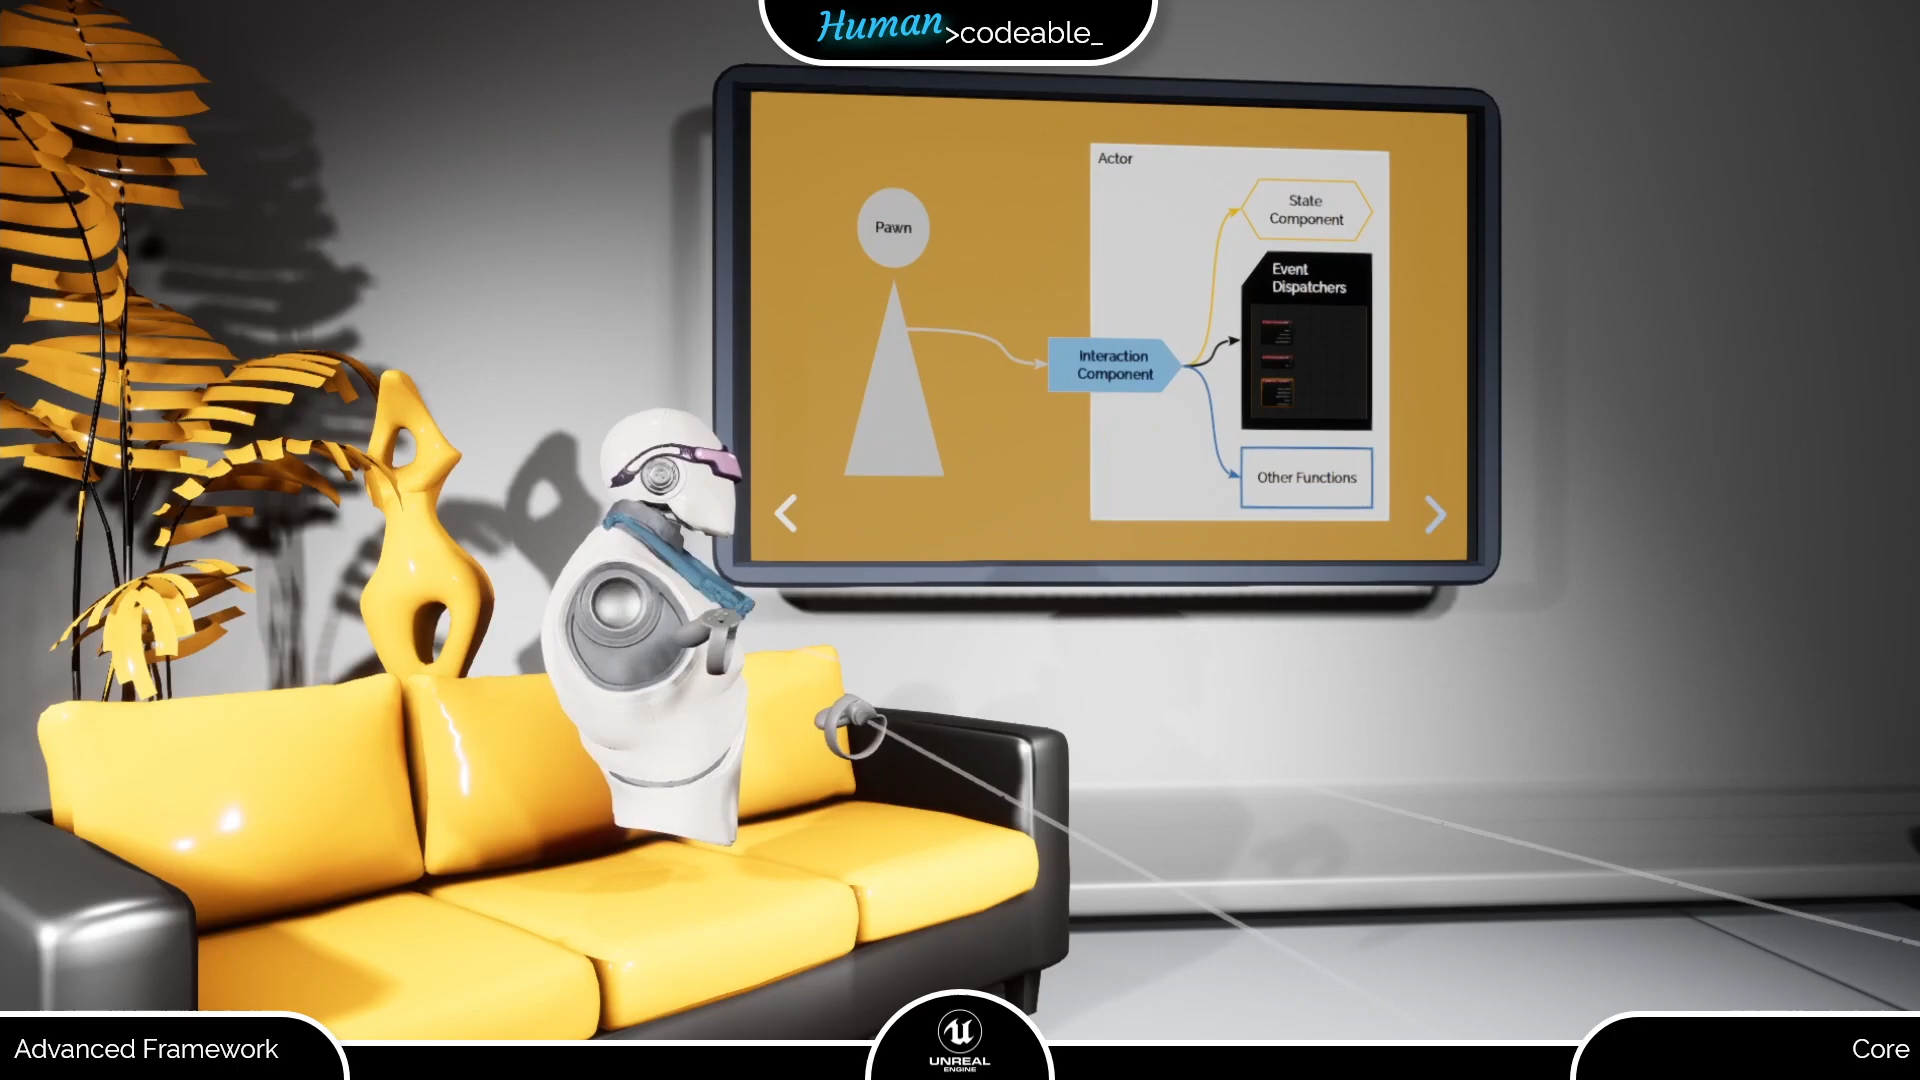 Human >codeable_
Actor
State
Component
Pawn
Event
Dispatchers
Interaction
Component
Other Functions
Advanced Framework
UNREAL
ENGINE
Core